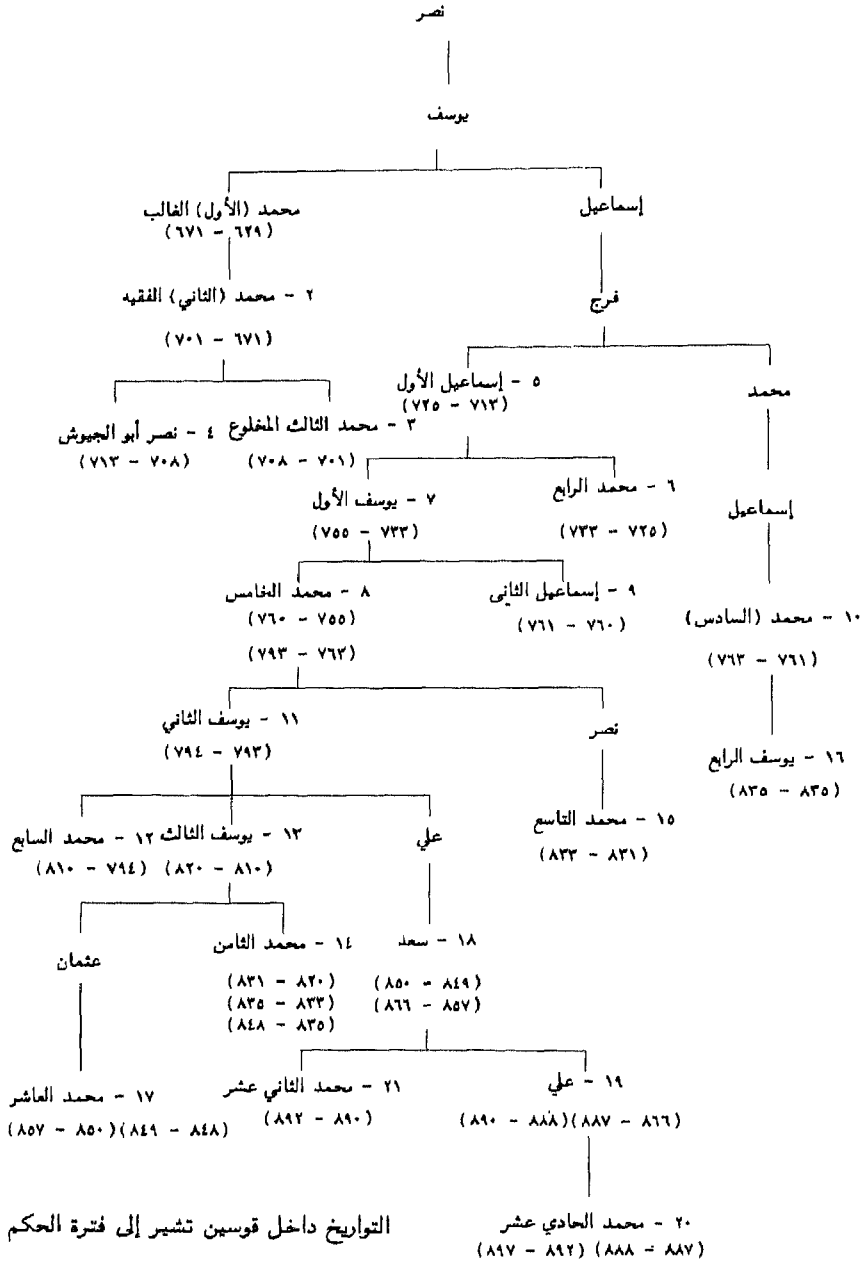 نصر
يوسف
محمد (الأول) الغالب
(٦٢٩ - ٦٧١)
إسماعيل
٢ - محمد (الثاني) الفقيه
(٦٧١ - ٧٠١)
فرج
٥ - إسماعيل الأول
(٧١٣ - ٧٢٥)
محمد
٣ - محمد الثالث المخلوع
(٧٠١ - ٧٠٨)
٤ - نصر أبو الجيوش
(٧٠٨ - ٧١٣)
٦ - محمد الرابع
(٧٢٥ - ٧٣٣)
٧ - يوسف الأول
(٧٣٣ - ٧٥٥)
إسماعيل
٨ - محمد الخامس
(٧٥٥ - ٧٦٠)
(٧٦٣ - ٧٩٣)
٩ - إسماعيل الثانى
(٧٦٠ - ٧٦١)
١٠ - محمد (السادس)
(٧٦١ - ٧٦٣)
١١ - يوسف الثاني
(٧٩٣ - ٧٩٤)
نصر
١٦ - يوسف الرابع
(٨٣٥ - ٨٣٥)
١٥ - محمد التاسع
(٨٣١ - ٨٣٣)
علي
١٣ - يوسف الثالث
(٨١٠ - ٨٢٠)
١٢ - محمد السابع
(٧٩٤ - ٨١٠)
١٨ - سعد
(٨٤٩ - ٨٥٠)
(٨٥٧ - ٨٦٦)
١٤ - محمد الثامن
(٨٢٠ - ٨٣١)
(٨٣٣ - ٨٣٥)
(٨٣٥ - ٨٤٨)
عثمان
١٩ - علي
(٨٦٦ - ٨٨٧)(٨٨٨ - ٨٩٠)
٢١ - محمد الثاني عشر
(٨٩٠ - ٨٩٢)
١٧ - محمد العاشر
(٨٤٨ - ٨٤٩)(٨٥٠ - ٨٥٧)
٢٠ - محمد الحادي عشر
(٨٨٧ - ٨٨٨) (٨٩٢ - ٨٩٧)
التواريخ داخل قوسين تشير إلى فترة الحكم